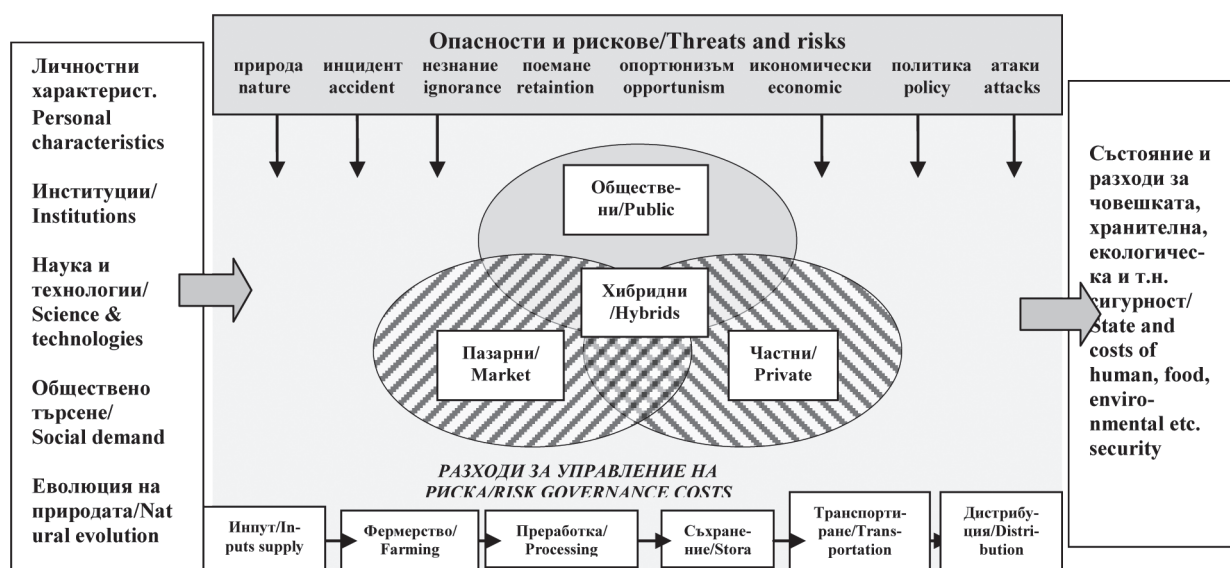 Опасности и рискове/Threats and risks
природа инцидент незнание поемане опортюнизъм икономически политика атаки
nature accident ignorance retaintion opportunism economic policy attacks
Личностни
характерист.
Personal
characteristics
Институции/
Institutions
Наука и
технологии/
Science &
technologies
Обществено
търсене/
Social demand
Еволюция на
природата/Nat
ural evolution
Обществе-
ни/Public
Хибридни
/Hybrids
Пазарни/
Market
Частни/
Private
РАЗХОДИ ЗА УПРАВЛЕНИЕ НА
РИСКА/RISK GOVERNANCE COSTS
Инпут/In-
puts supply
Фермерство/
Farming
Преработка/
Processing
Съхране-
ение/Stora
Транспорти-
ране/Trans-
portation
Дистрибу-
ция/Distri-
bution
Състояние и
разходи за
човешката,
хранителна,
екологичес-
ка и т.н.
сигурност/
State and
costs of
human, food,
enviro-
nmental etc.
security